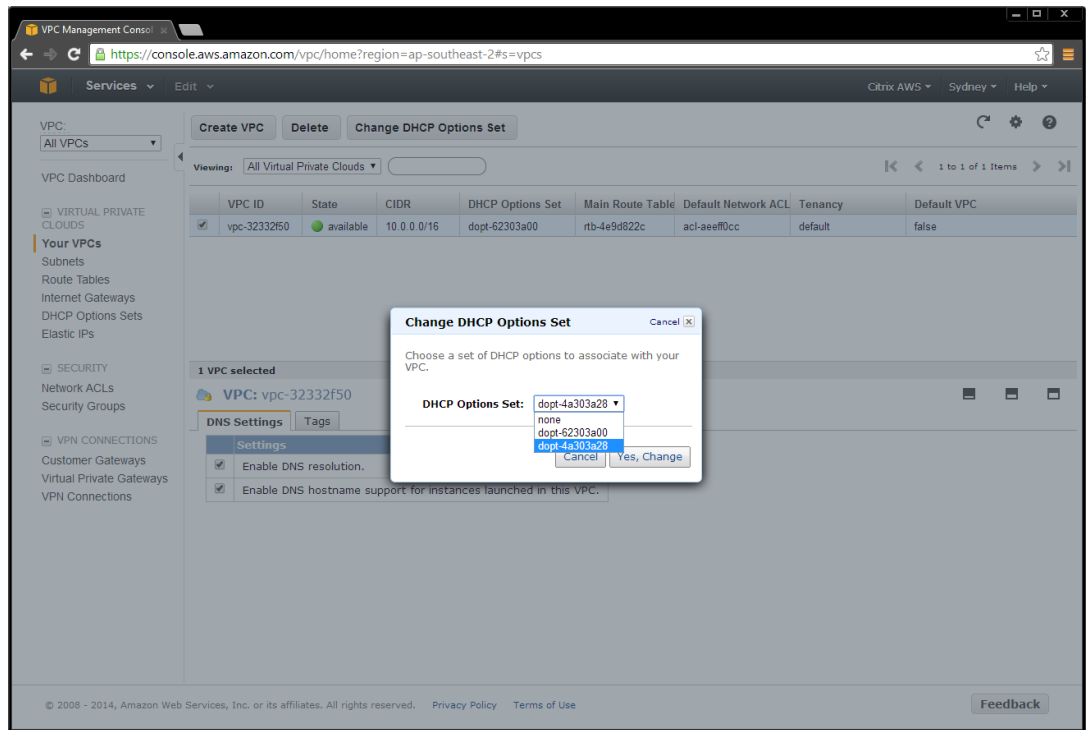 VPC Management Consol
https://console.aws.amazon.com/vpc/home?region=ap-southeast-2#s=vpcs
Services Edit Citrix AWS Sydney Help
VPC:
All VPCs
VPC Dashboard
VIRTUAL PRIVATE
CLOUDS
Your VPCs
Subnets
Route Tables
Internet Gateways
DHCP Options Sets
Elastic IPs
SECURITY
Network ACLs
Security Groups
VPN CONNECTIONS
Customer Gateways
Virtual Private Gateways
VPN Connections
Create VPC Delete Change DHCP Options Set
Viewing: All Virtual Private Clouds 1 to 1 of 1 Items
VPC ID State CIDR DHCP Options Set Main Route Table Default Network ACL Tenancy Default VPC
vpc-32332f50 available 10.0.0.0/16 dopt-62303a00 rtb-4e9d822c acl-aeeff0cc default false
Change DHCP Options Set Cancel
Choose a set of DHCP options to associate with your
VPC.
DHCP Options Set: dopt-4a303a28
none
dopt-62303a00
dopt-4a303a28
Cancel Yes, Change
1 VPC selected
VPC: vpc-32332f50
DNS Settings Tags
Settings
Enable DNS resolution.
Enable DNS hostname support for instances launched in this VPC.
© 2008 - 2014, Amazon Web Services, Inc. or its affiliates. All rights reserved. Privacy Policy Terms of Use
Feedback